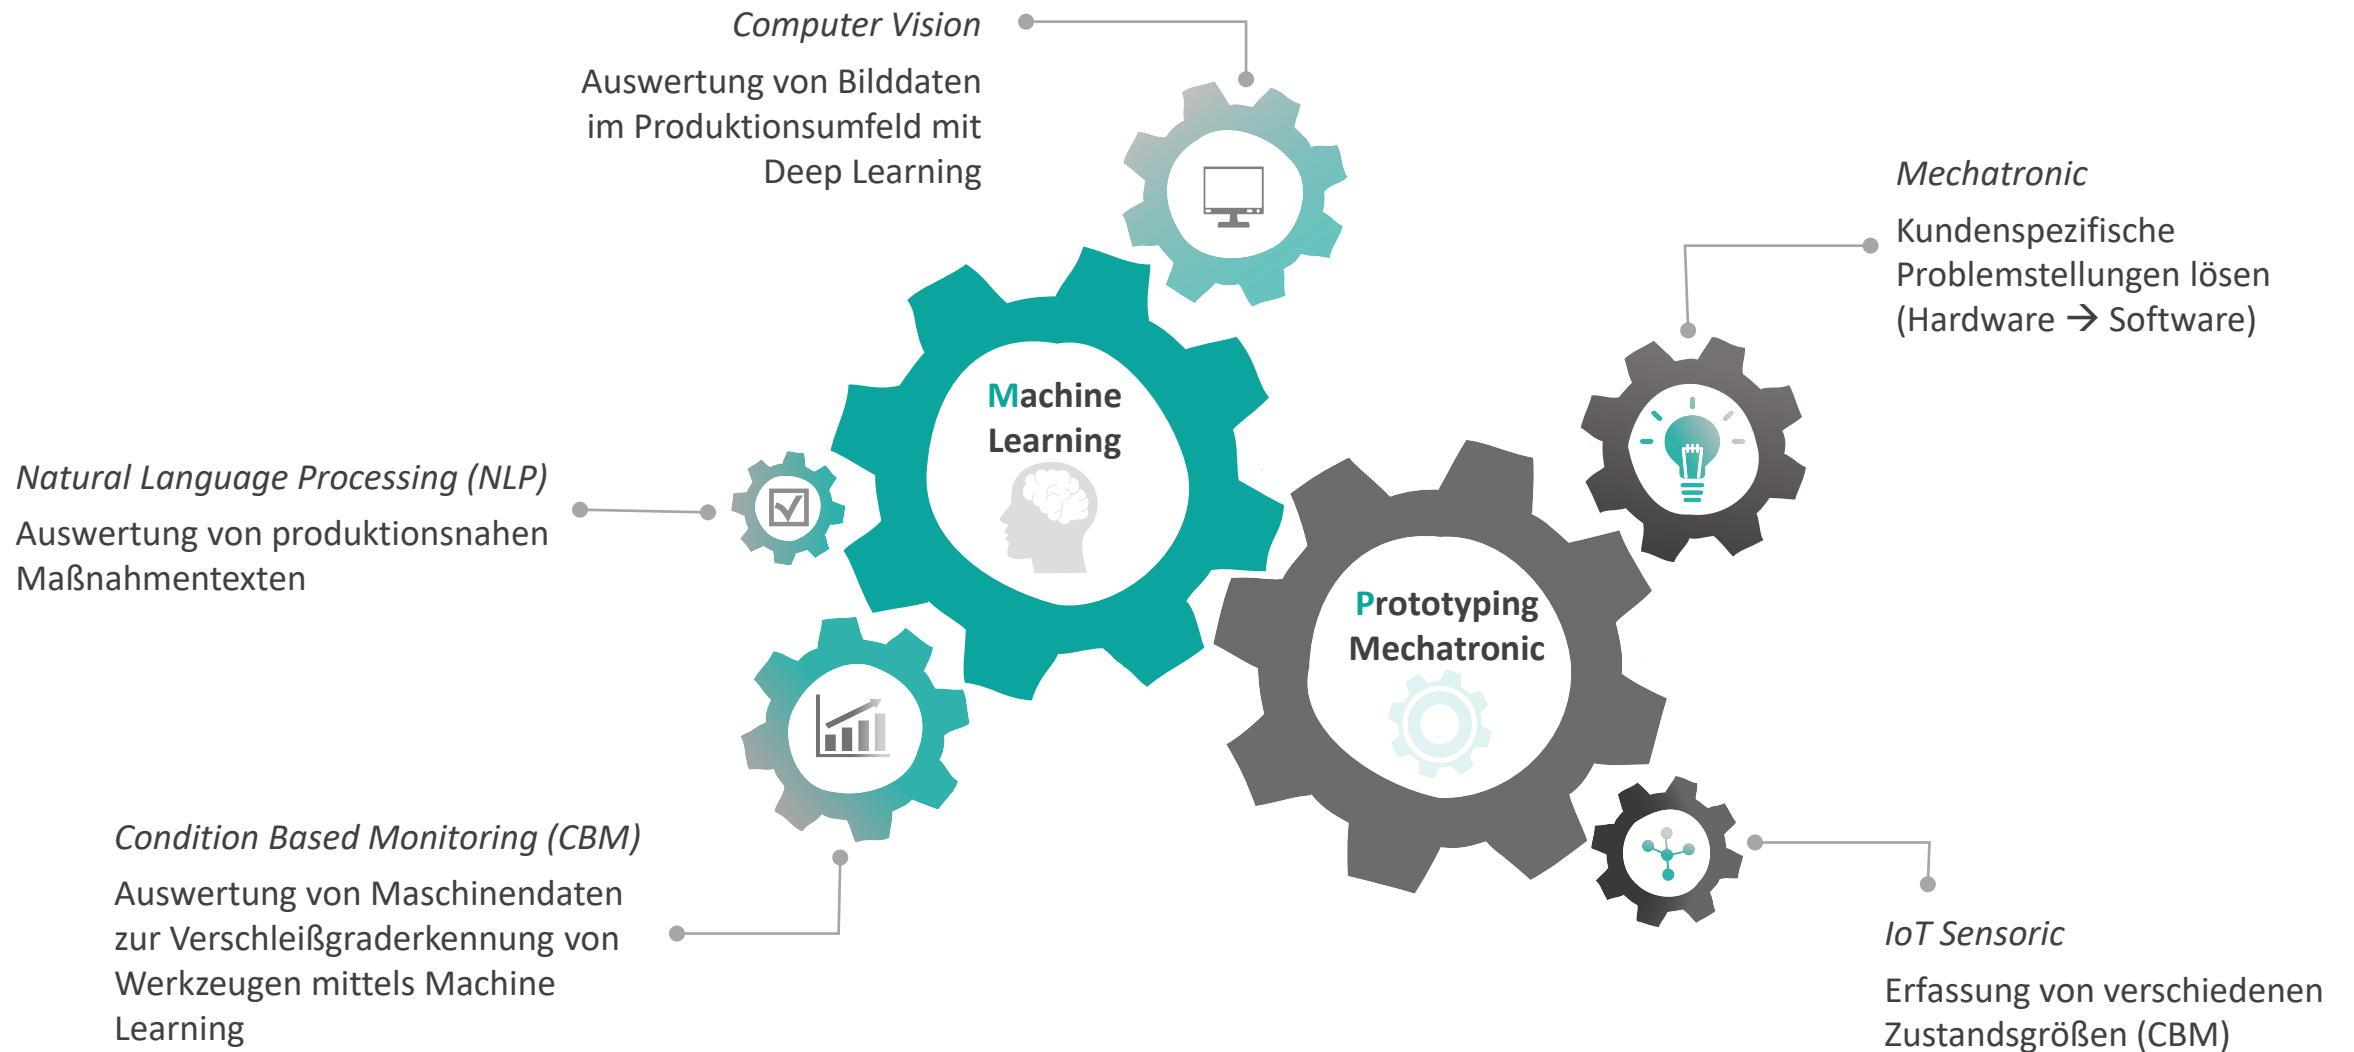 Computer Vision
Auswertung von Bilddaten
im Produktionsumfeld mit
Deep Learning
Mechatronic
Kundenspezifische
Problemstellungen lösen
(Hardware → Software)
Machine
Learning
Natural Language Processing (NLP)
Auswertung von produktionsnahen
Maßnahmentexten
Prototyping
Mechatronic
Condition Based Monitoring (CBM)
Auswertung von Maschinendaten
zur Verschleißgraderkennung von
Werkzeugen mittels Machine
Learning
IoT Sensoric
Erfassung von verschiedenen
Zustandsgrößen (CBM)